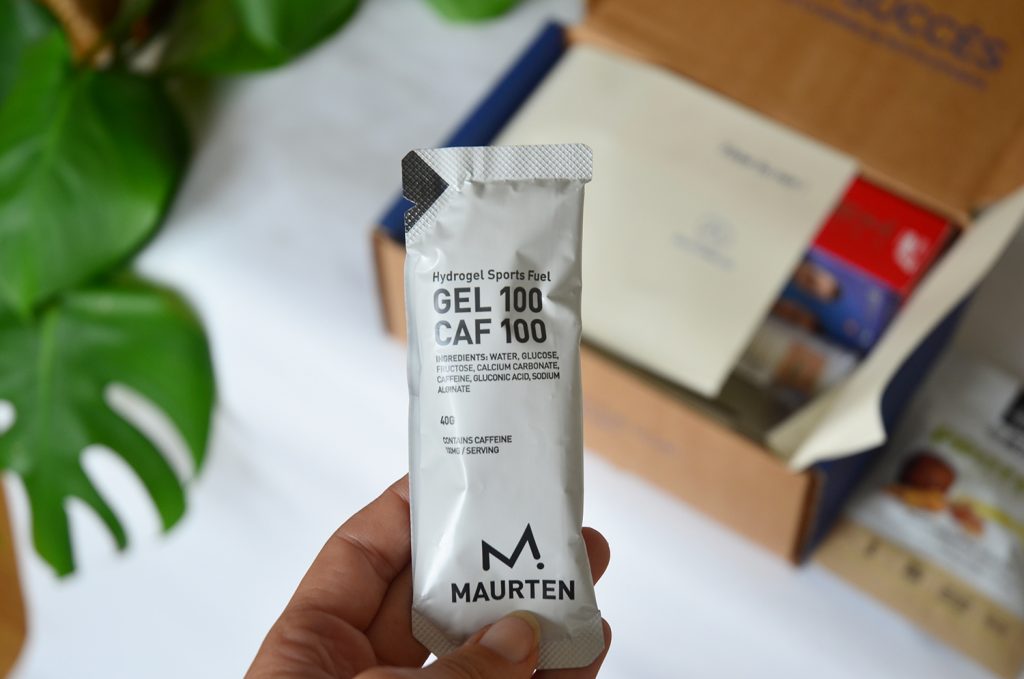 SUCCÈS
Hydrogel Sports Fuel
GEL 100
CAF 100
INGREDIENTS: WATER, GLUCOSE,
FRUCTOSE, CALCIUM CARBONATE,
CAFFEINE, GLUCONIC ACID, SODIUM
ALGINATE
40G
CONTAINS CAFFEINE
100MG / SERVING
MAURTEN